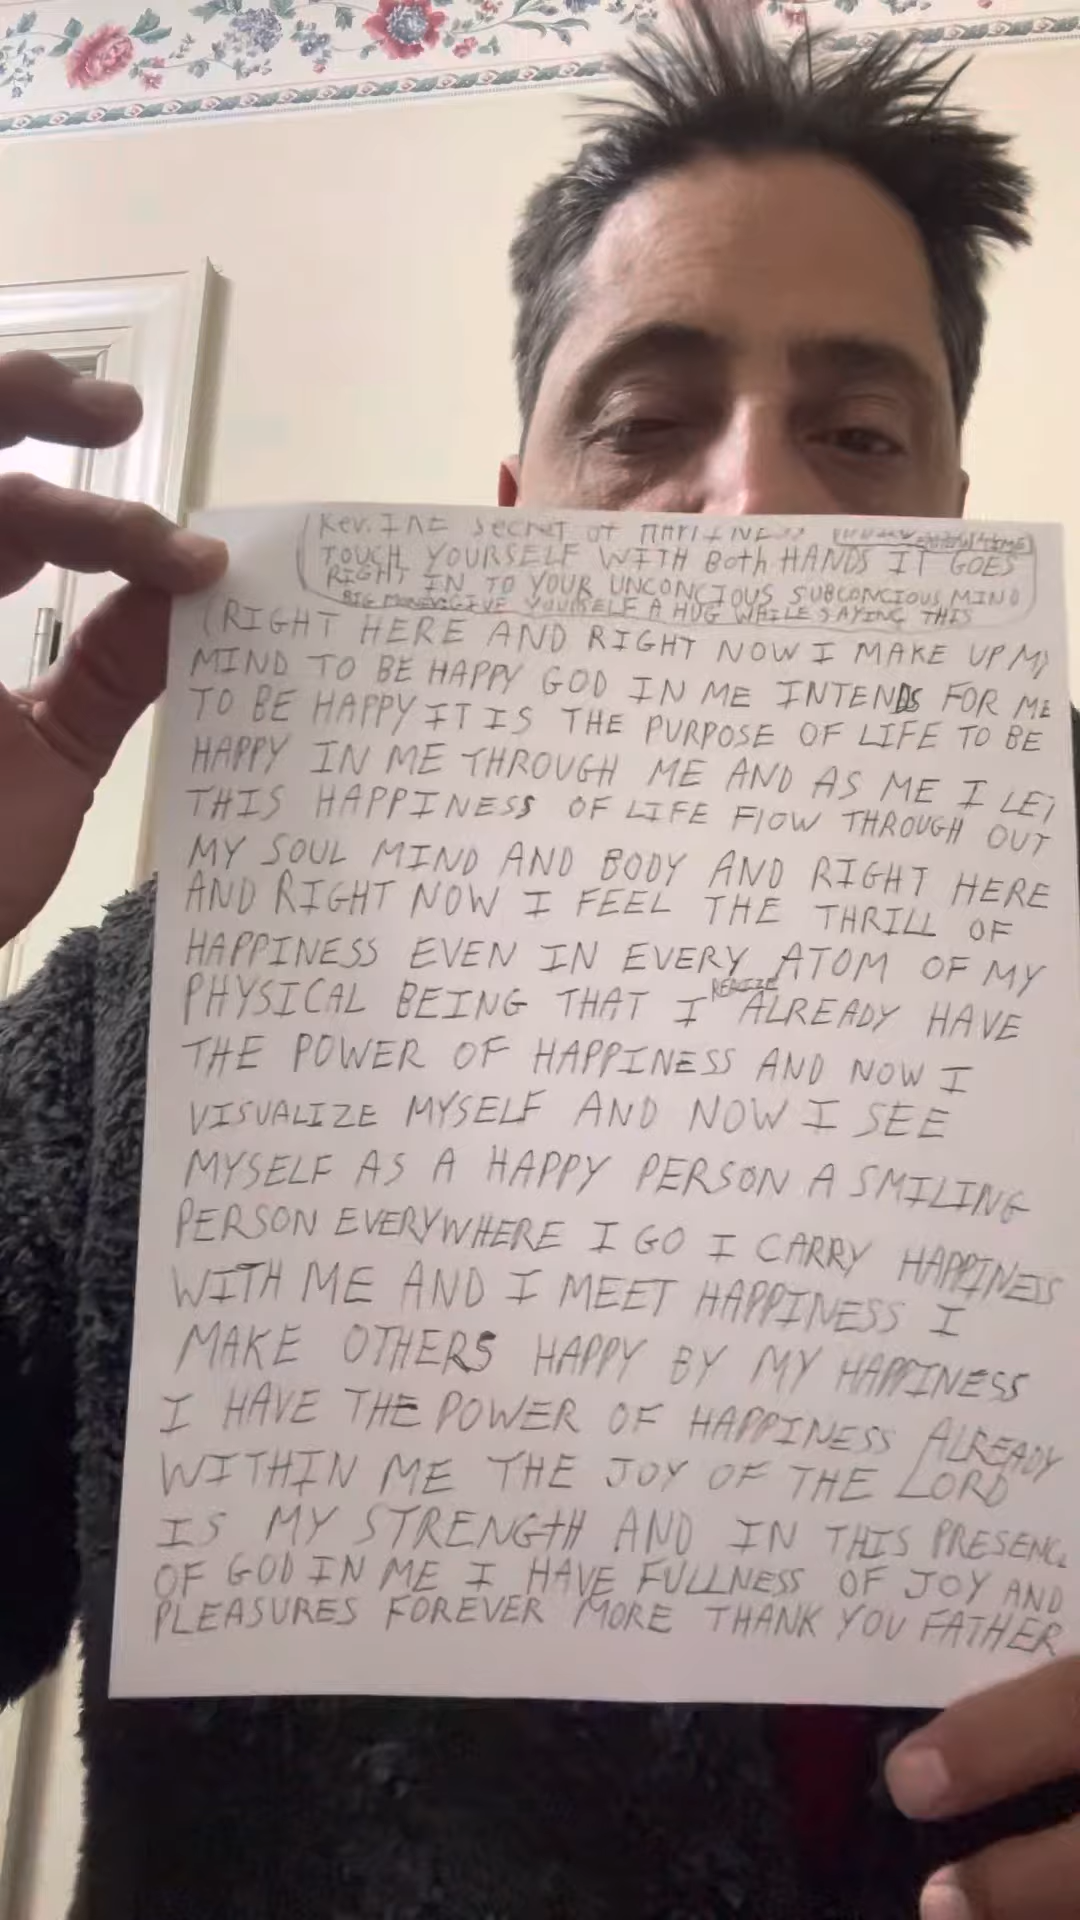 Rev. IKE SECRET OF HAPPINESS
TOUCH YOURSELF WITH BOTH HANDS IT GOES
RIGHT IN TO YOUR UNCONCIOUS SUBCONCIOUS MIND
BIG MONEY: GIVE YOURSELF A HUG WHILE SAYING THIS
(RIGHT HERE AND RIGHT NOW I MAKE UP MY
MIND TO BE HAPPY GOD IN ME INTENDS FOR ME
TO BE HAPPY IT IS THE PURPOSE OF LIFE TO BE
HAPPY IN ME THROUGH ME AND AS ME I LET
THIS HAPPINESS OF LIFE FlOW THROUGH OUT
MY SOUL MIND AND BODY AND RIGHT HERE
AND RIGHT NOW I FEEL THE THRILL OF
HAPPINESS EVEN IN EVERY ATOM OF MY
PHYSICAL BEING THAT I REALIZE ALREADY HAVE
THE POWER OF HAPPINESS AND NOW I
VISUALIZE MYSELF AND NOW I SEE
MYSELF AS A HAPPY PERSON A SMILING
PERSON EVERYWHERE I GO I CARRY HAPPINESS
WITH ME AND I MEET HAPPINESS I
MAKE OTHERS HAPPY BY MY HAPPINESS
I HAVE THE POWER OF HAPPINESS ALREADY
WITHIN ME THE JOY OF THE LORD
IS MY STRENGTH AND IN THIS PRESENCE
OF GOD IN ME I HAVE FULLNESS OF JOY AND
PLEASURES FOREVER MORE THANK YOU FATHER